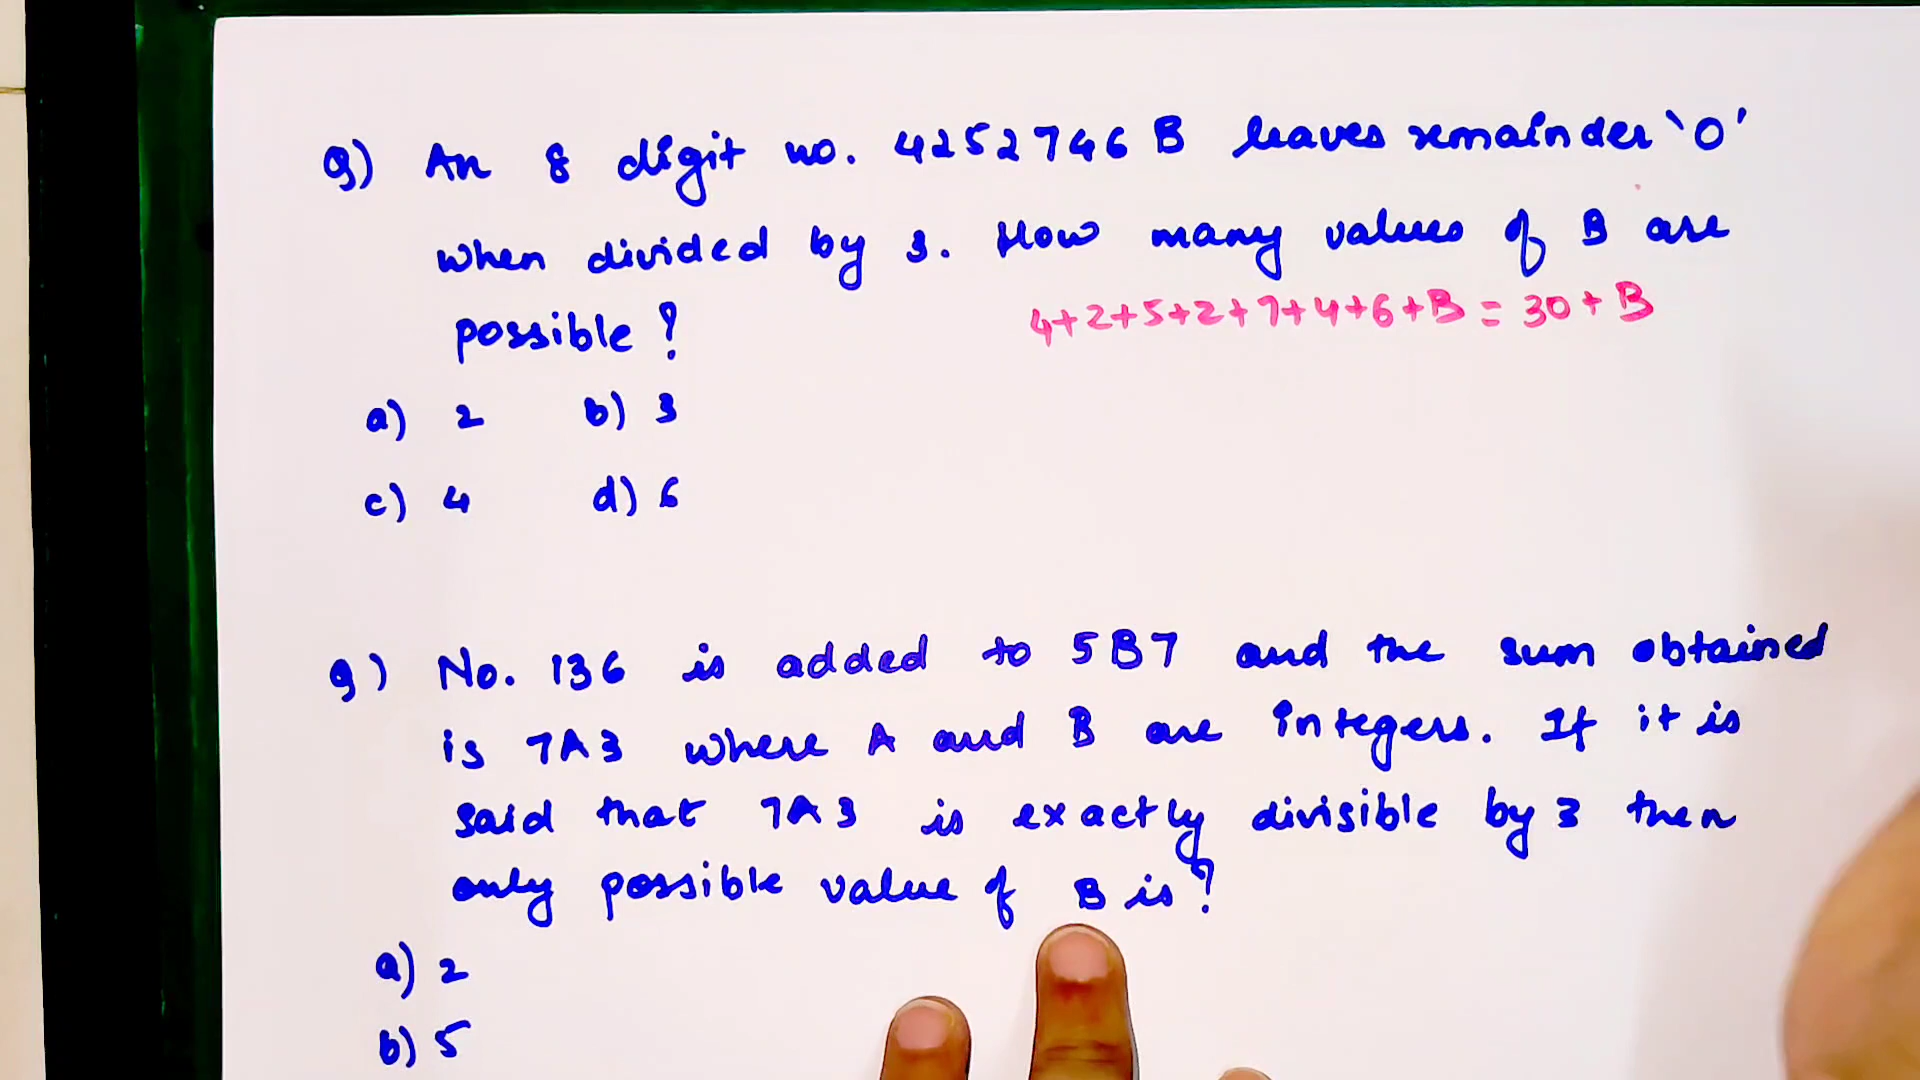 Q) An 8 digit no. 4252746B leaves remainder '0'
when divided by 3. How many values of B are
possible?
4+2+5+2+7+4+6+B = 30 + B
a) 2 b) 3
c) 4 d) 6
Q) No. 136 is added to 5B7 and the sum obtained
is 7A3 where A and B are integers. If it is
said that 7A3 is exactly divisible by 3 then
only possible value of B is?
a) 2
b) 5